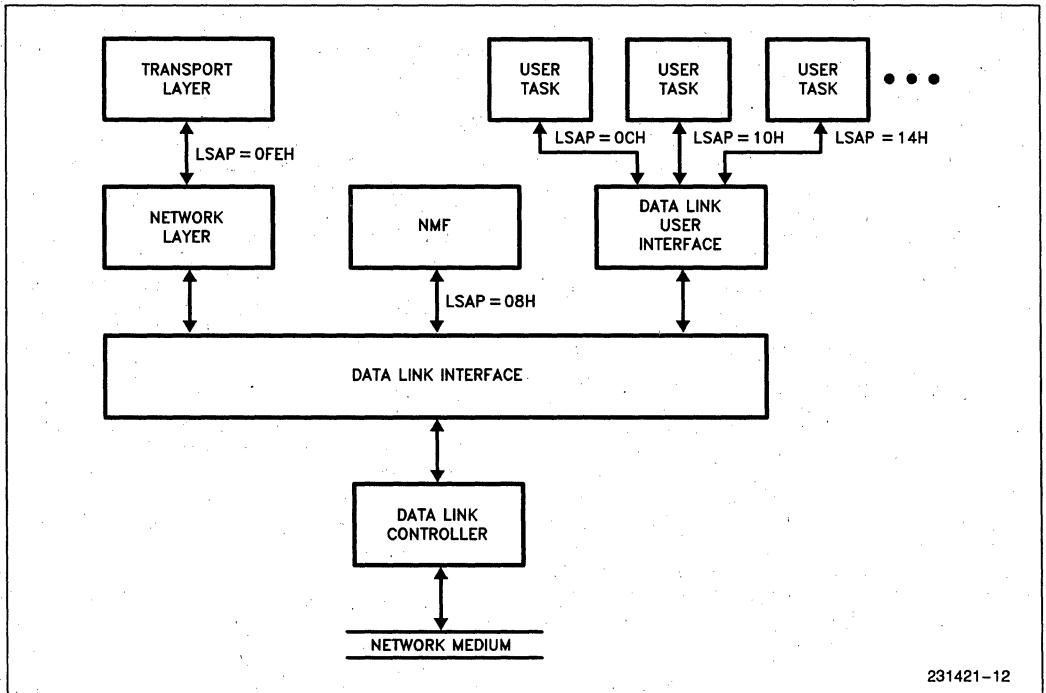 TRANSPORT
LAYER
USER
TASK
USER
TASK
USER
TASK
LSAP = 0FEH
LSAP = 0CH
LSAP = 10H
LSAP = 14H
NETWORK
LAYER
NMF
DATA LINK
USER
INTERFACE
LSAP = 08H
DATA LINK INTERFACE
DATA LINK
CONTROLLER
NETWORK MEDIUM
231421-12